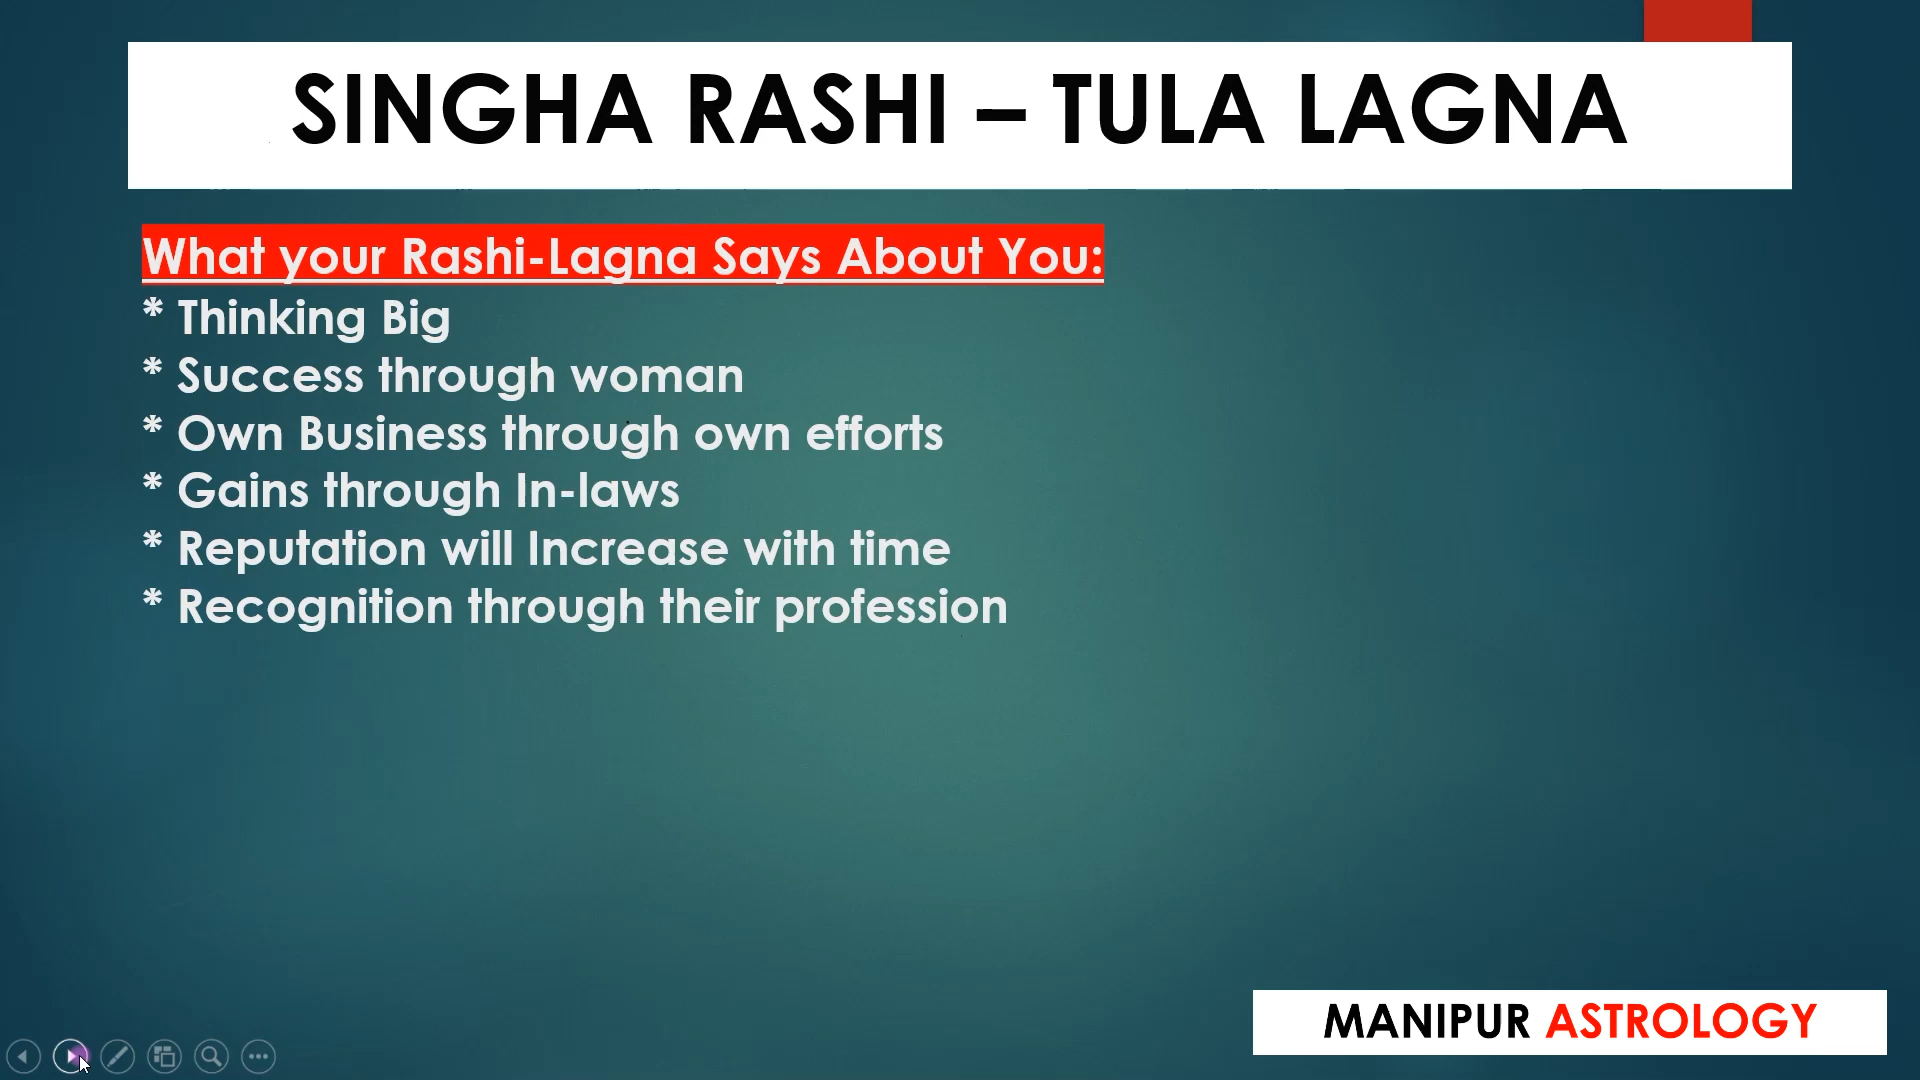 SINGHA RASHI – TULA LAGNA
What your Rashi-Lagna Says About You:
* Thinking Big
* Success through woman
* Own Business through own efforts
* Gains through In-laws
* Reputation will Increase with time
* Recognition through their profession
MANIPUR ASTROLOGY